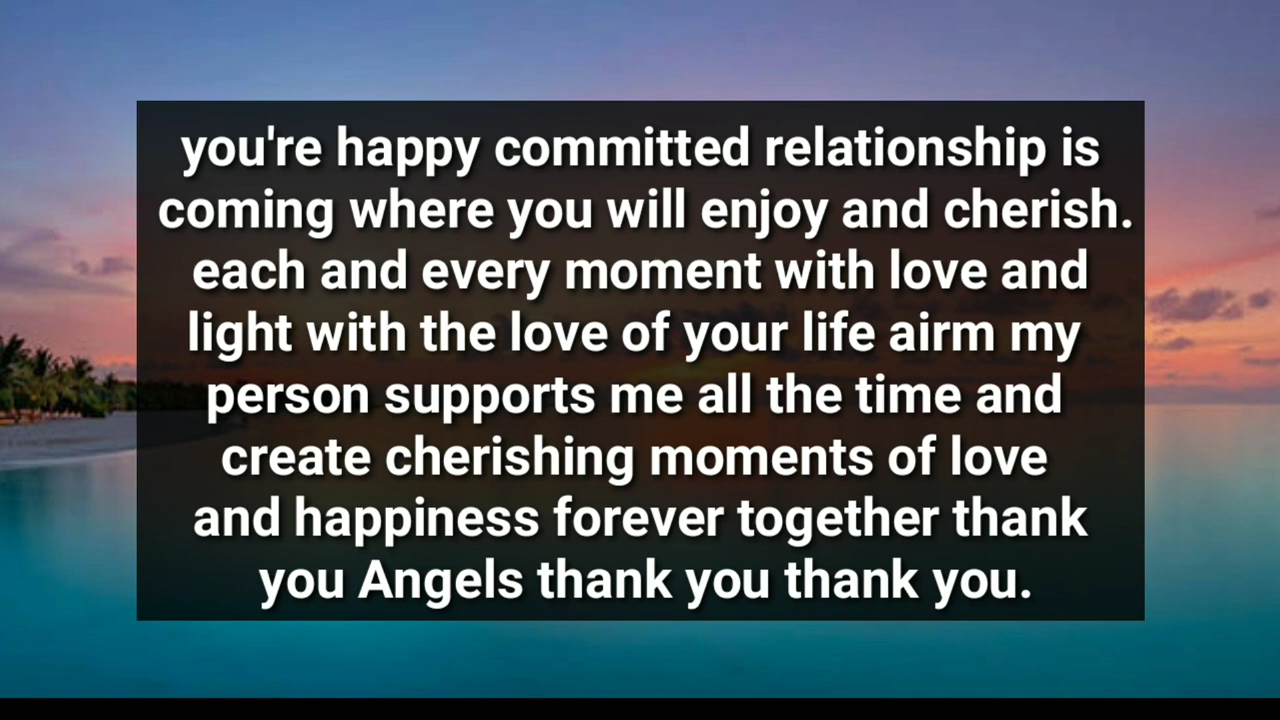 you're happy committed relationship is
coming where you will enjoy and cherish.
each and every moment with love and
light with the love of your life airm my
person supports me all the time and
create cherishing moments of love
and happiness forever together thank
you Angels thank you thank you.